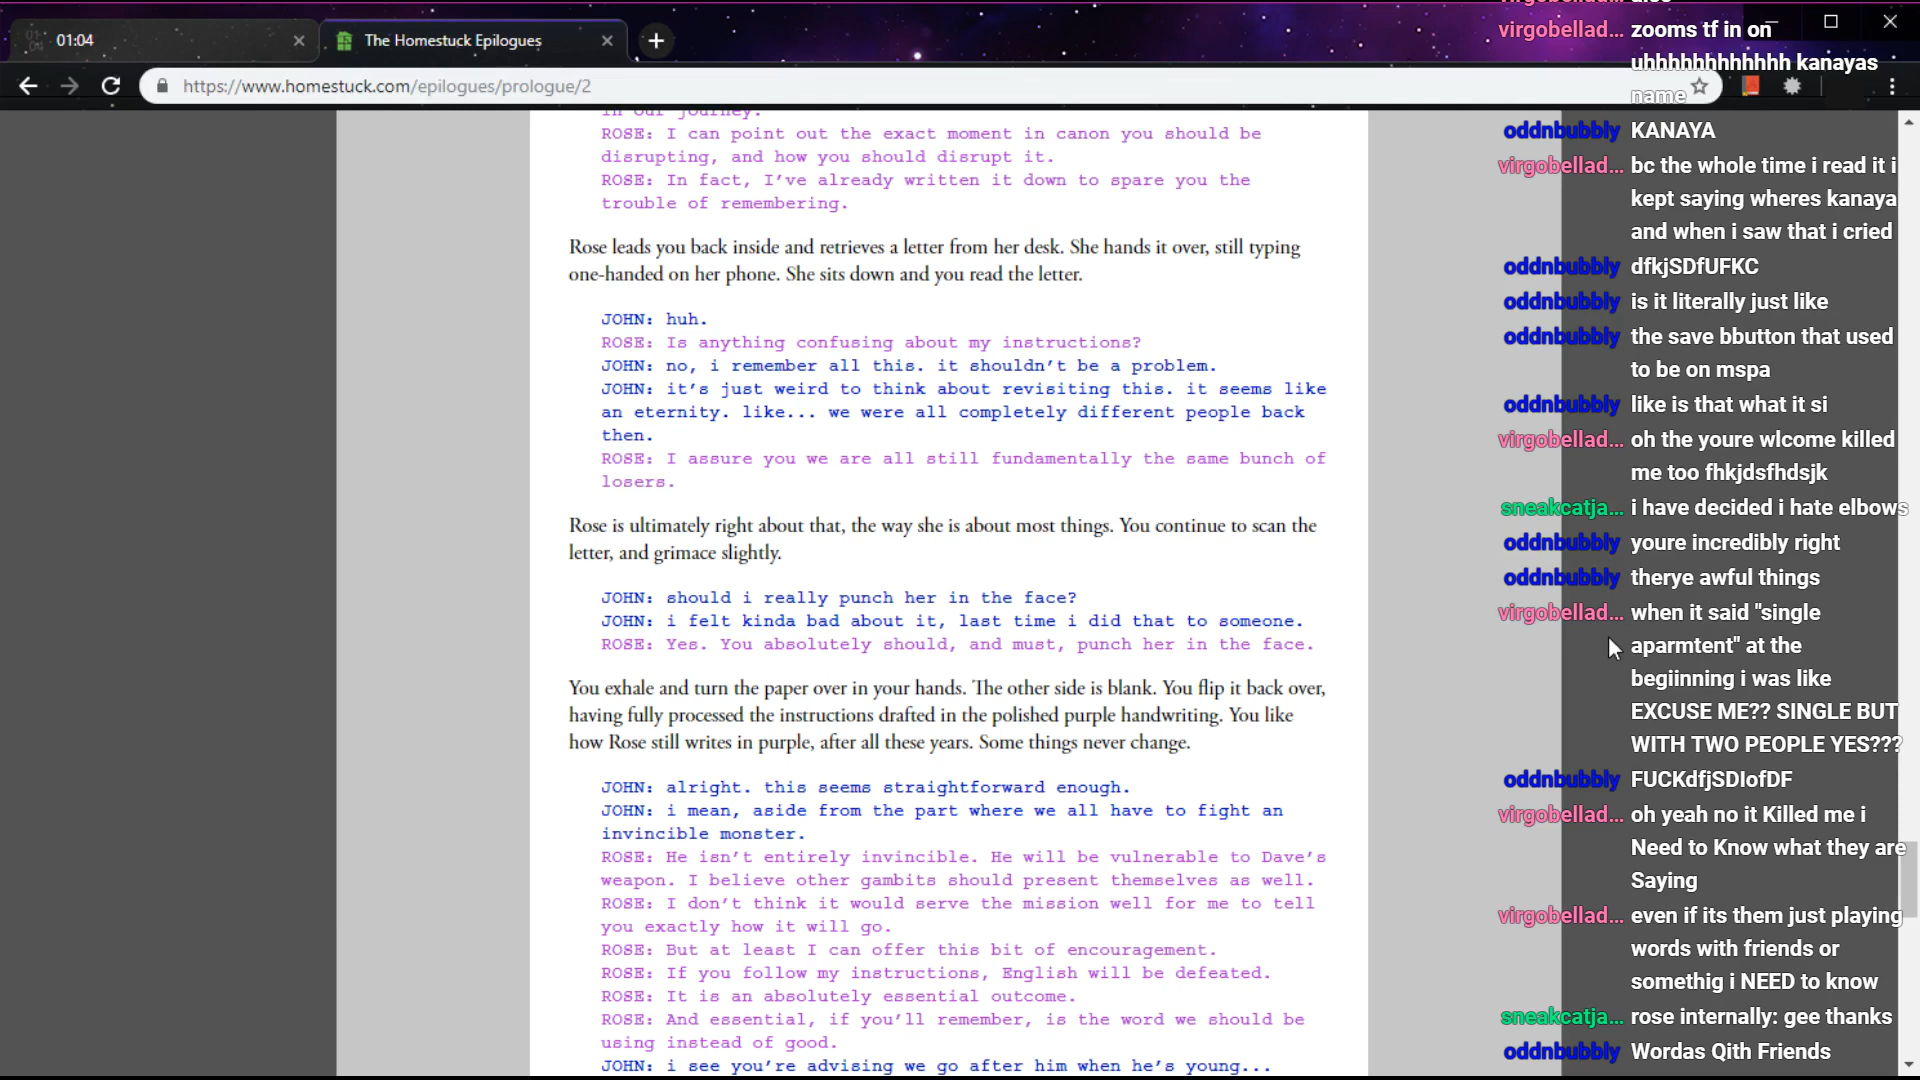 01:04
The Homestuck Epilogues
https://www.homestuck.com/epilogues/prologue/2
in our journey.
ROSE: I can point out the exact moment in canon you should be
disrupting, and how you should disrupt it.
ROSE: In fact, I've already written it down to spare you the
trouble of remembering.
Rose leads you back inside and retrieves a letter from her desk. She hands it over, still typing
one-handed on her phone. She sits down and you read the letter.
JOHN: huh.
ROSE: Is anything confusing about my instructions?
JOHN: no, i remember all this. it shouldn't be a problem.
JOHN: it's just weird to think about revisiting this. it seems like
an eternity. like... we were all completely different people back
then.
ROSE: I assure you we are all still fundamentally the same bunch of
losers.
Rose is ultimately right about that, the way she is about most things. You continue to scan the
letter, and grimace slightly.
JOHN: should i really punch her in the face?
JOHN: i felt kinda bad about it, last time i did that to someone.
ROSE: Yes. You absolutely should, and must, punch her in the face.
You exhale and turn the paper over in your hands. The other side is blank. You flip it back over,
having fully processed the instructions drafted in the polished purple handwriting. You like
how Rose still writes in purple, after all these years. Some things never change.
JOHN: alright. this seems straightforward enough.
JOHN: i mean, aside from the part where we all have to fight an
invincible monster.
ROSE: He isn't entirely invincible. He will be vulnerable to Dave's
weapon. I believe other gambits should present themselves as well.
ROSE: I don't think it would serve the mission well for me to tell
you exactly how it will go.
ROSE: But at least I can offer this bit of encouragement.
ROSE: If you follow my instructions, English will be defeated.
ROSE: It is an absolutely essential outcome.
ROSE: And essential, if you'll remember, is the word we should be
using instead of good.
JOHN: i see you're advising we go after him when he's young...
virgobellad… zooms tf in on
uhhhhhhhhhhhh kanayas
name
oddnbubbly KANAYA
virgobellad… bc the whole time i read it i
kept saying wheres kanaya
and when i saw that i cried
oddnbubbly dfkjSDfUFKC
oddnbubbly is it literally just like
oddnbubbly the save bbutton that used
to be on mspa
oddnbubbly like is that what it si
virgobellad… oh the youre wlcome killed
me too fhkjdsfhdsjk
sneakcatja… i have decided i hate elbows
oddnbubbly youre incredibly right
oddnbubbly therye awful things
virgobellad… when it said "single
aparmtent" at the
begiinning i was like
EXCUSE ME?? SINGLE BUT
WITH TWO PEOPLE YES???
oddnbubbly FUCKdfjSDIofDF
virgobellad… oh yeah no it Killed me i
Need to Know what they are
Saying
virgobellad… even if its them just playing
words with friends or
somethig i NEED to know
sneakcatja… rose internally: gee thanks
oddnbubbly Wordas Qith Friends